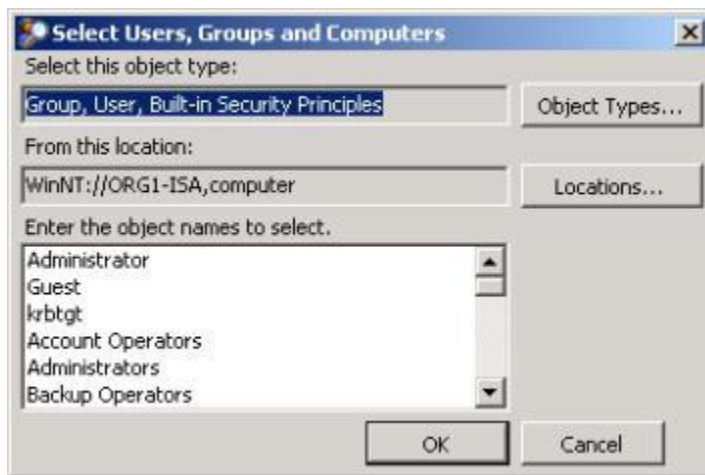 Select Users, Groups and Computers
Select this object type:
Group, User, Built-in Security Principles
Object Types...
From this location:
WinNT://ORG1-ISA,computer
Locations...
Enter the object names to select.
Administrator
Guest
krbtgt
Account Operators
Administrators
Backup Operators
OK
Cancel